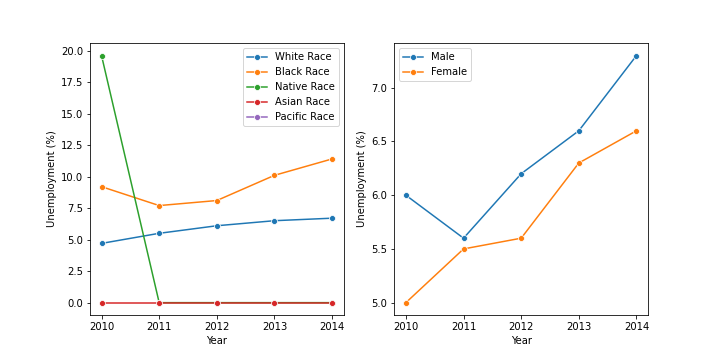 20.0
17.5
15.0
12.5
10.0
7.5
5.0
2.5
0.0
Unemployment (%)
2010 2011 2012 2013 2014
Year
White Race
Black Race
Native Race
Asian Race
Pacific Race
7.0
6.5
6.0
5.5
5.0
Unemployment (%)
2010 2011 2012 2013 2014
Year
Male
Female